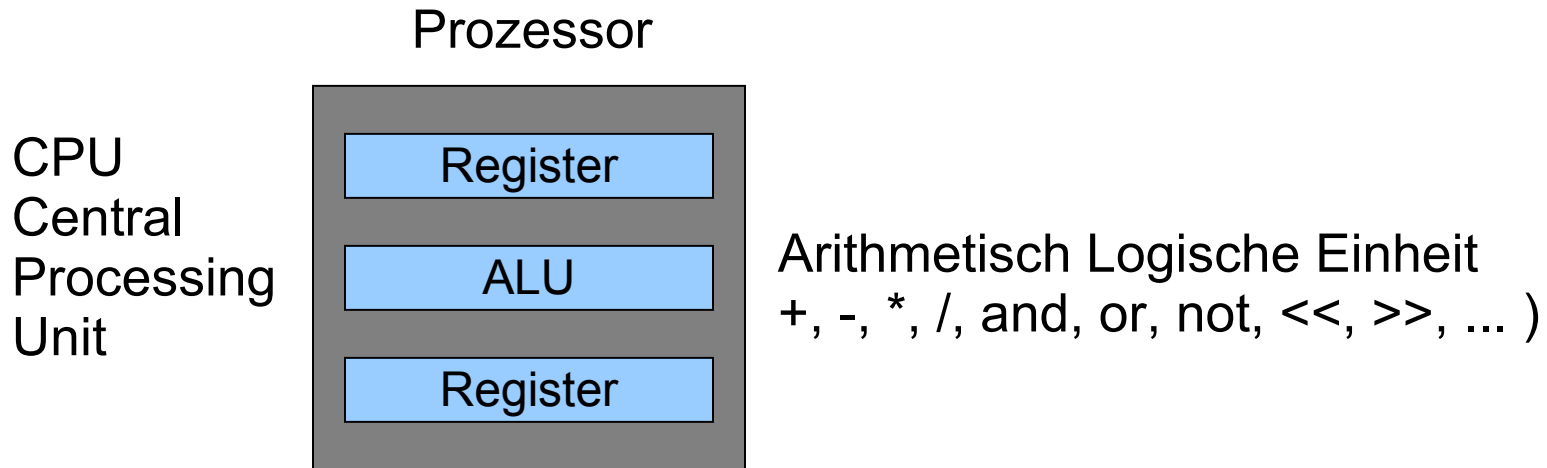 Prozessor
CPU
Central
Processing
Unit
Register
ALU
Register
Arithmetisch Logische Einheit
+, -, *, /, and, or, not, <<, >>, ... )